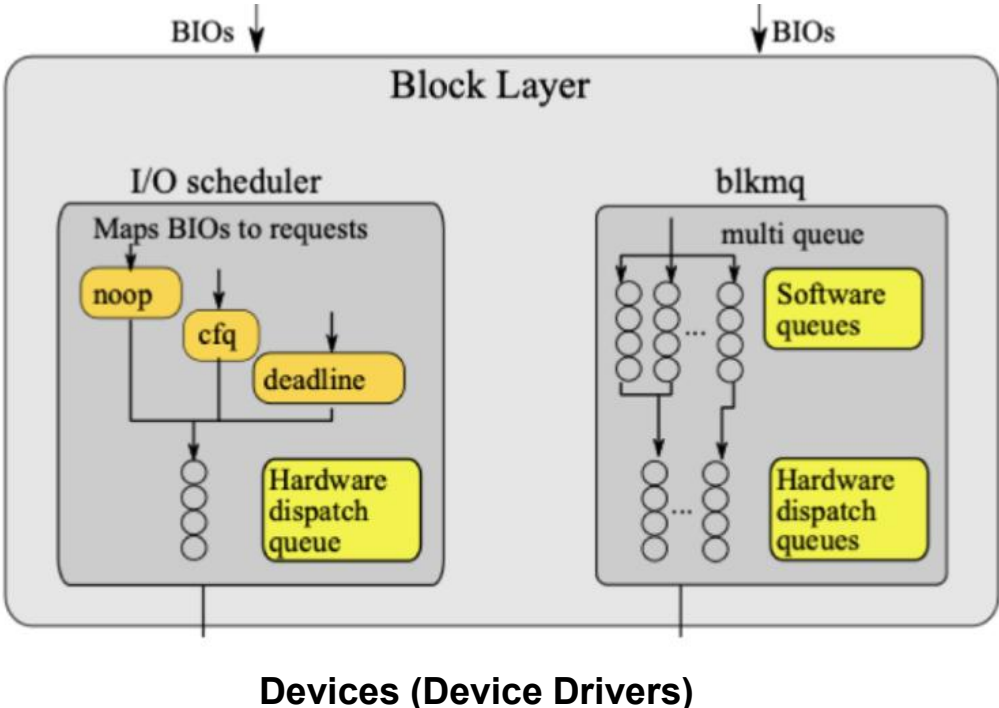 BIOs
BIOs
Block Layer
I/O scheduler
Maps BIOs to requests
noop
cfq
deadline
Hardware
dispatch
queue
blkmq
multi queue
...
Software
queues
...
Hardware
dispatch
queues
Devices (Device Drivers)